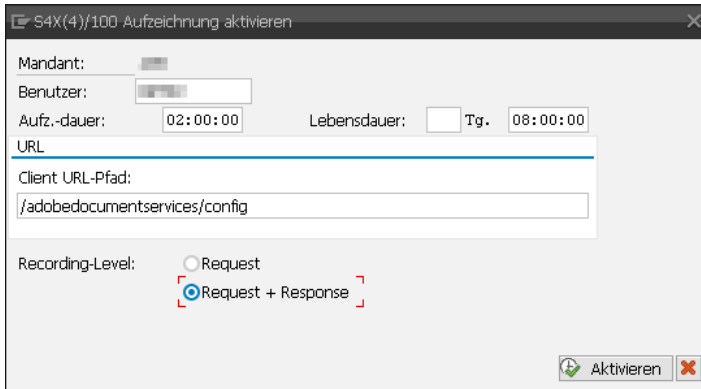 S4X(4)/100 Aufzeichnung aktivieren
Mandant:
Benutzer:
Aufz.-dauer: 02:00:00 Lebensdauer: Tg. 08:00:00
URL
Client URL-Pfad:
/adobedocumentservices/config
Recording-Level: Request
Request + Response
Aktivieren